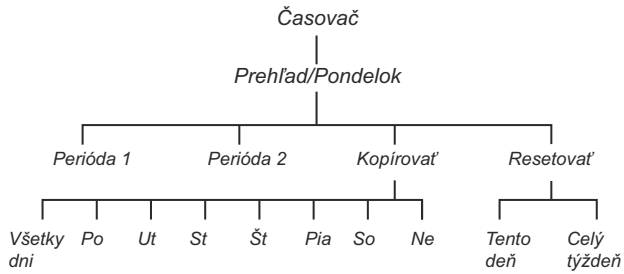 Časovač
Prehľad/Pondelok
Perióda 1 Perióda 2 Kopírovať Resetovať
Všetky dni Po Ut St Št Pia So Ne Tento deň Celý týždeň